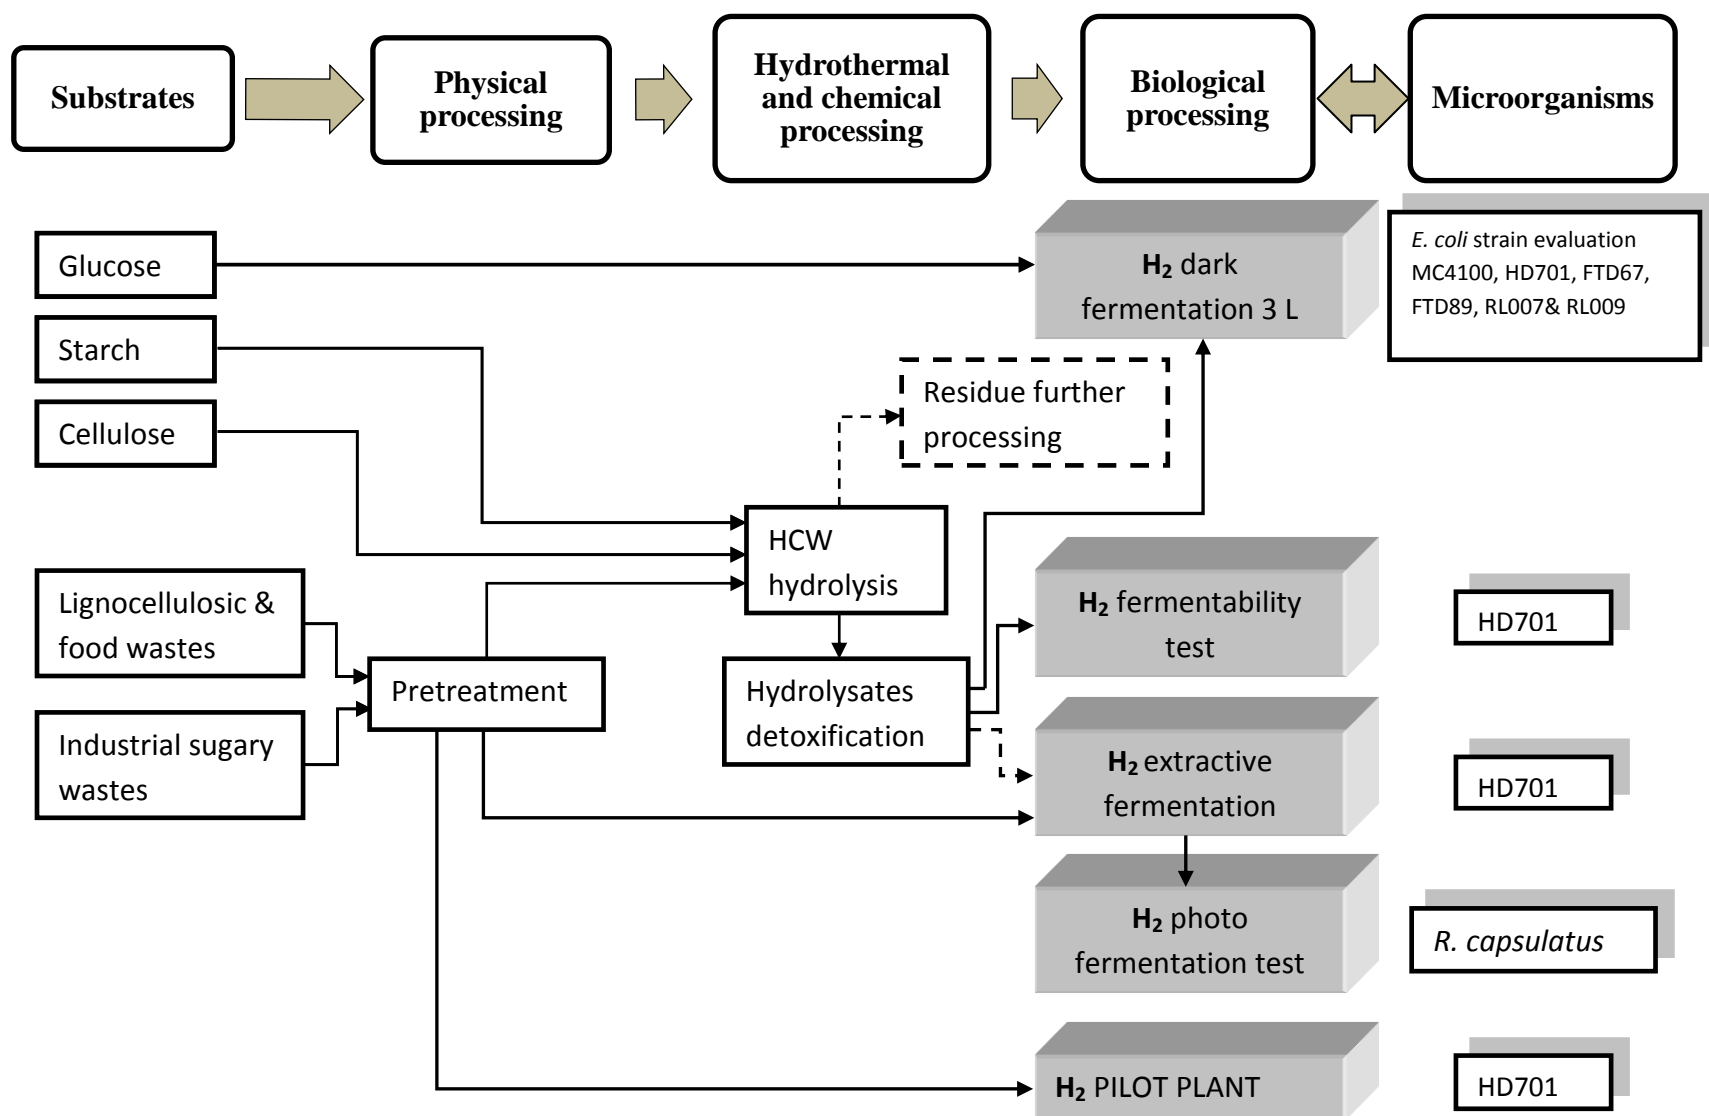 Substrates
Physical
processing
Hydrothermal
and chemical
processing
Biological
processing
Microorganisms
Glucose
H₂ dark
fermentation 3 L
E. coli strain evaluation
MC4100, HD701, FTD67,
FTD89, RL007& RL009
Starch
Cellulose
Residue further
processing
HCW
hydrolysis
Lignocellulosic &
food wastes
H₂ fermentability
test
HD701
Pretreatment
Hydrolysates
detoxification
Industrial sugary
wastes
H₂ extractive
fermentation
HD701
H₂ photo
fermentation test
R. capsulatus
H₂ PILOT PLANT
HD701